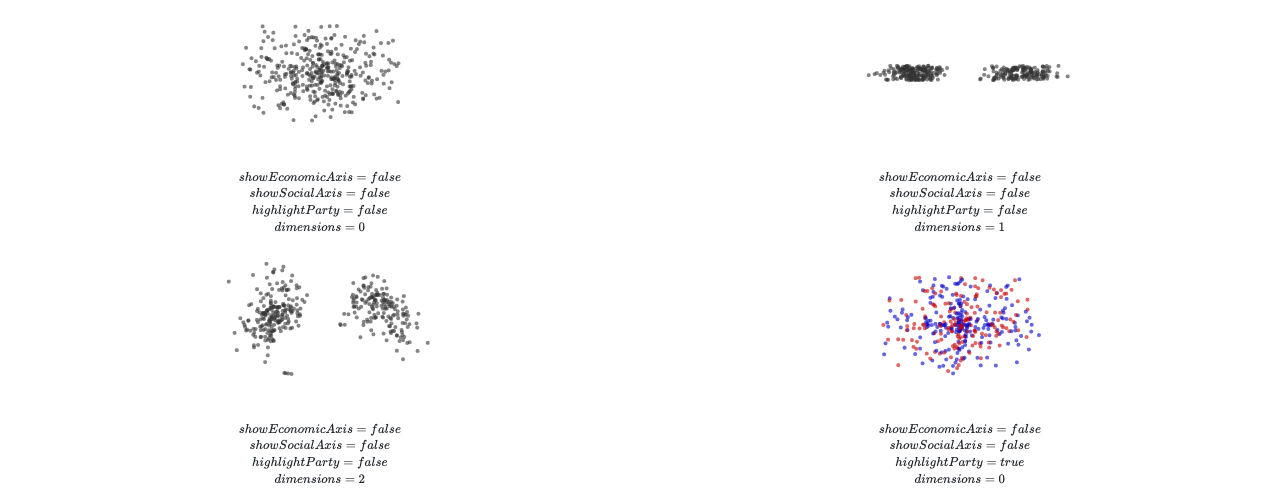 showEconomicAxis = false
showSocialAxis = false
highlightParty = false
dimensions = 0
showEconomicAxis = false
showSocialAxis = false
highlightParty = false
dimensions = 1
showEconomicAxis = false
showSocialAxis = false
highlightParty = false
dimensions = 2
showEconomicAxis = false
showSocialAxis = false
highlightParty = true
dimensions = 0